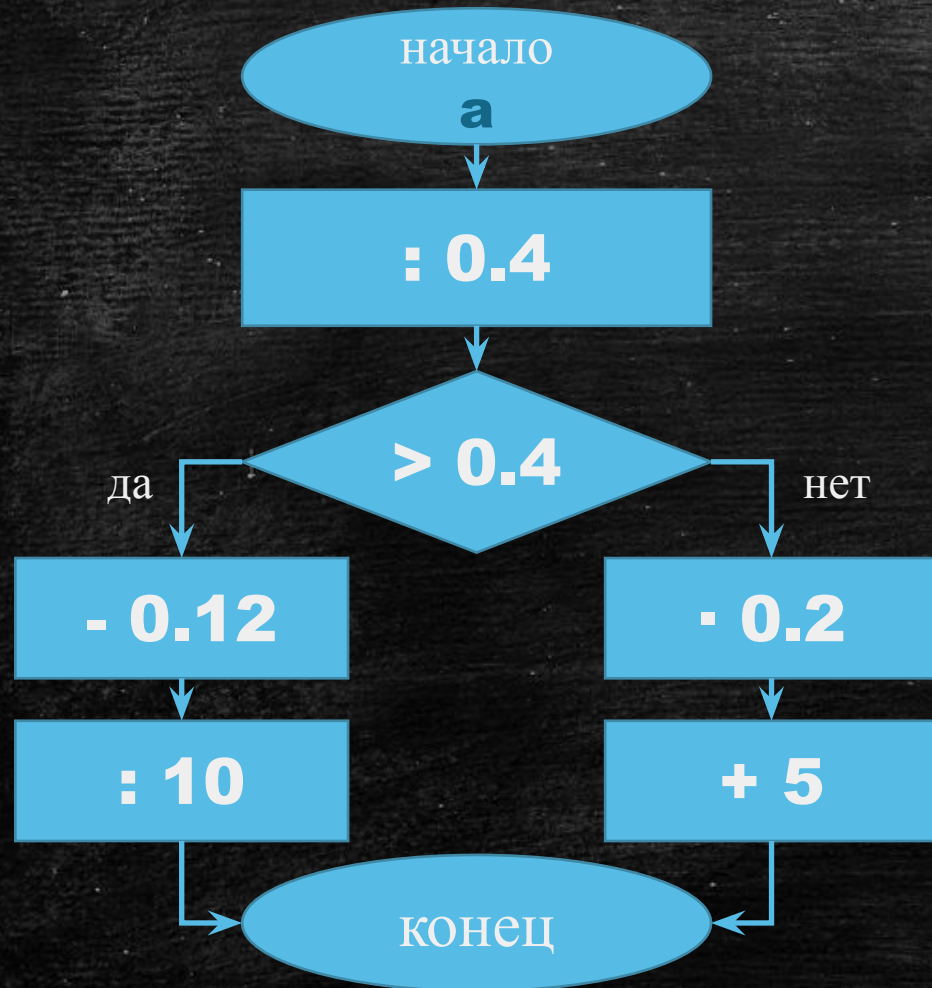 начало
a
: 0.4
> 0.4
да
нет
- 0.12
· 0.2
: 10
+ 5
конец